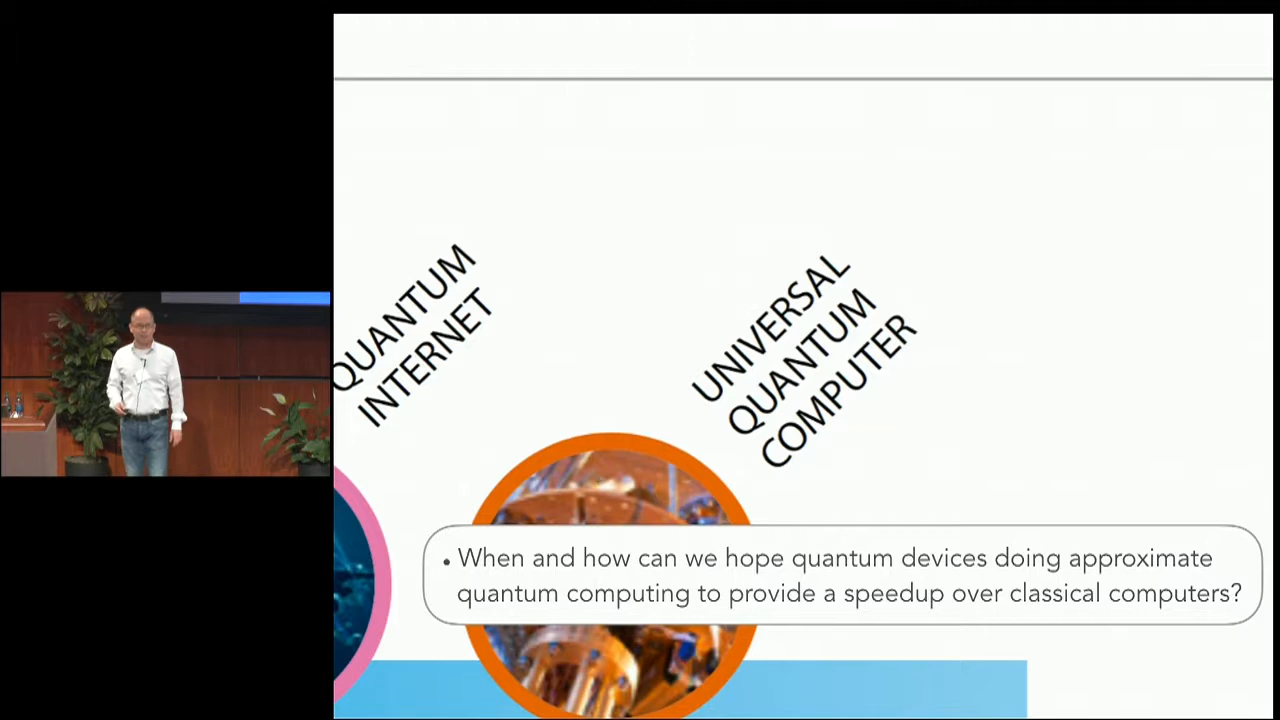 QUANTUM
INTERNET
UNIVERSAL
QUANTUM
COMPUTER
• When and how can we hope quantum devices doing approximate
quantum computing to provide a speedup over classical computers?